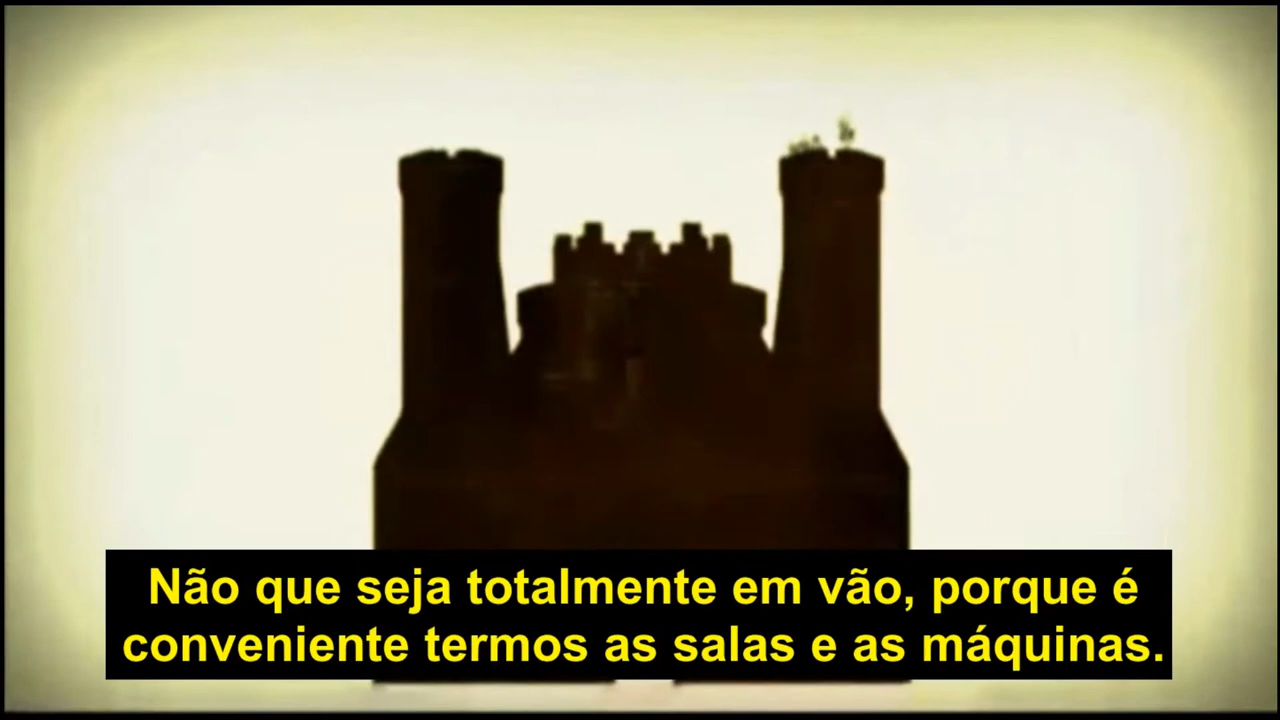 Não que seja totalmente em vão, porque é
conveniente termos as salas e as máquinas.